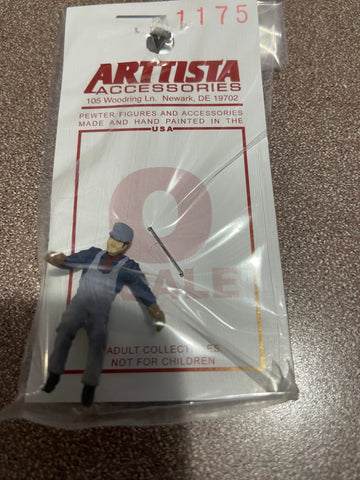 1175
ARTTISTA
ACCESSORIES
105 Woodring Ln. Newark, DE 19702
PEWTER FIGURES AND ACCESSORIES
MADE AND HAND PAINTED IN THE
USA
O
SCALE
ADULT COLLECTIBLES
NOT FOR CHILDREN